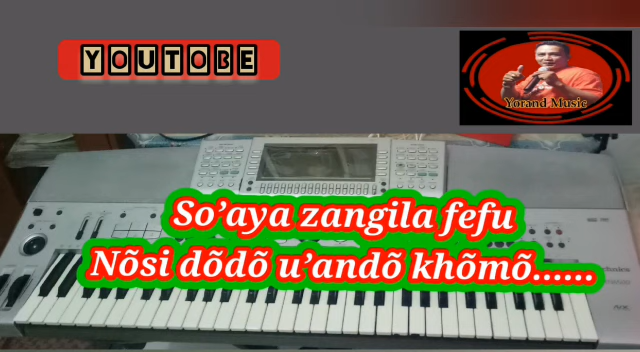 YOUTOBE
Yorand Music
So’aya zangila fefu
Nõsi dõdõ u’andõ khõmõ......